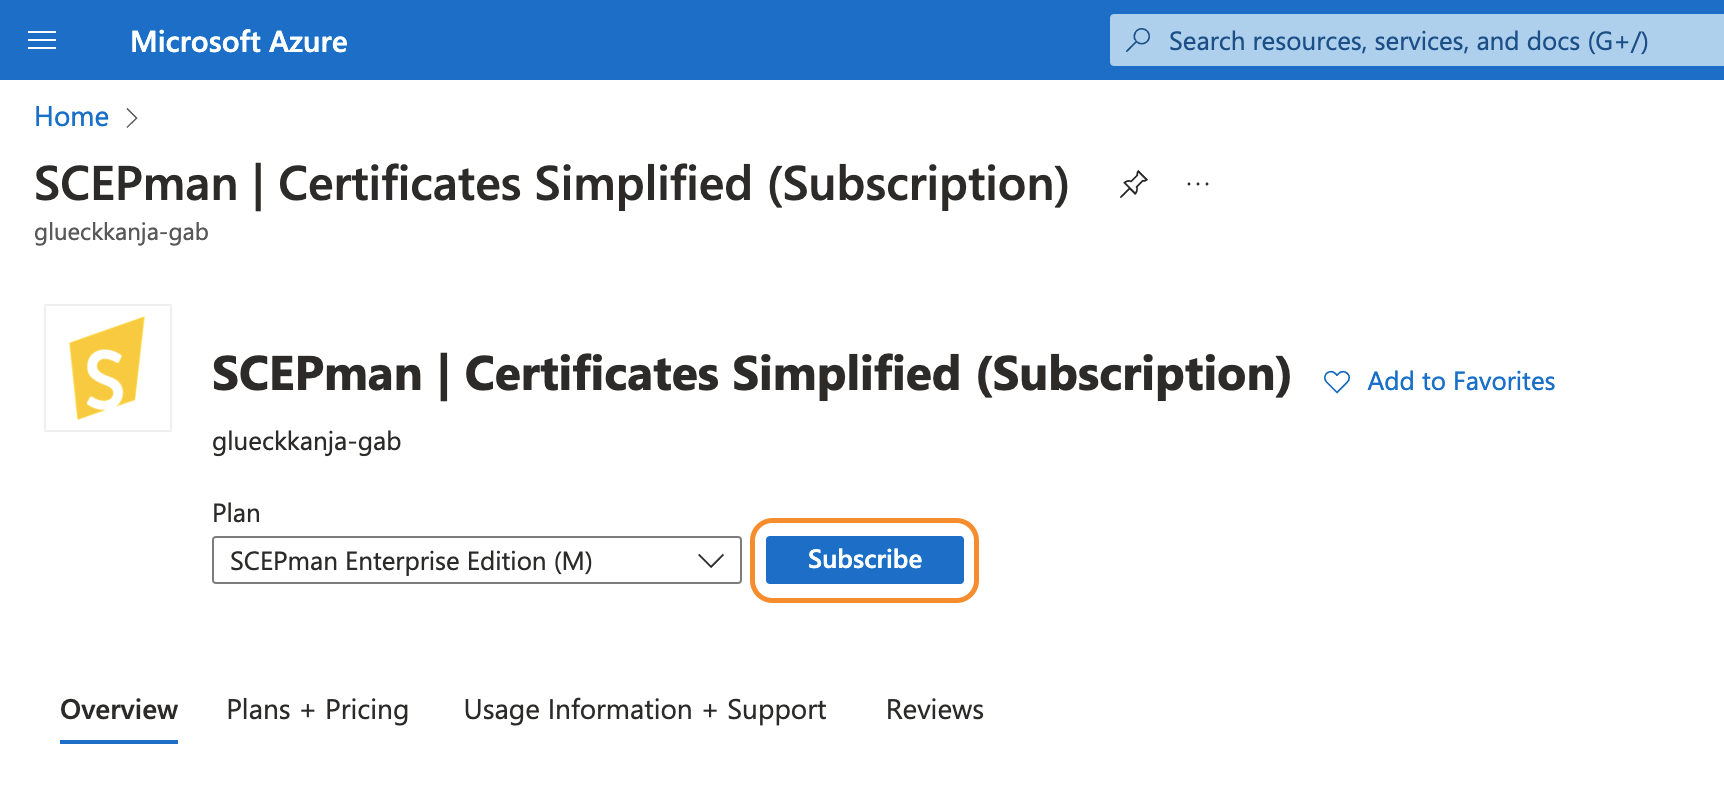 Microsoft Azure
Search resources, services, and docs (G+/)
Home
SCEPman | Certificates Simplified (Subscription)
glueckkanja-gab
S
SCEPman | Certificates Simplified (Subscription)
Add to Favorites
glueckkanja-gab
Plan
SCEPman Enterprise Edition (M)
Subscribe
Overview
Plans + Pricing
Usage Information + Support
Reviews